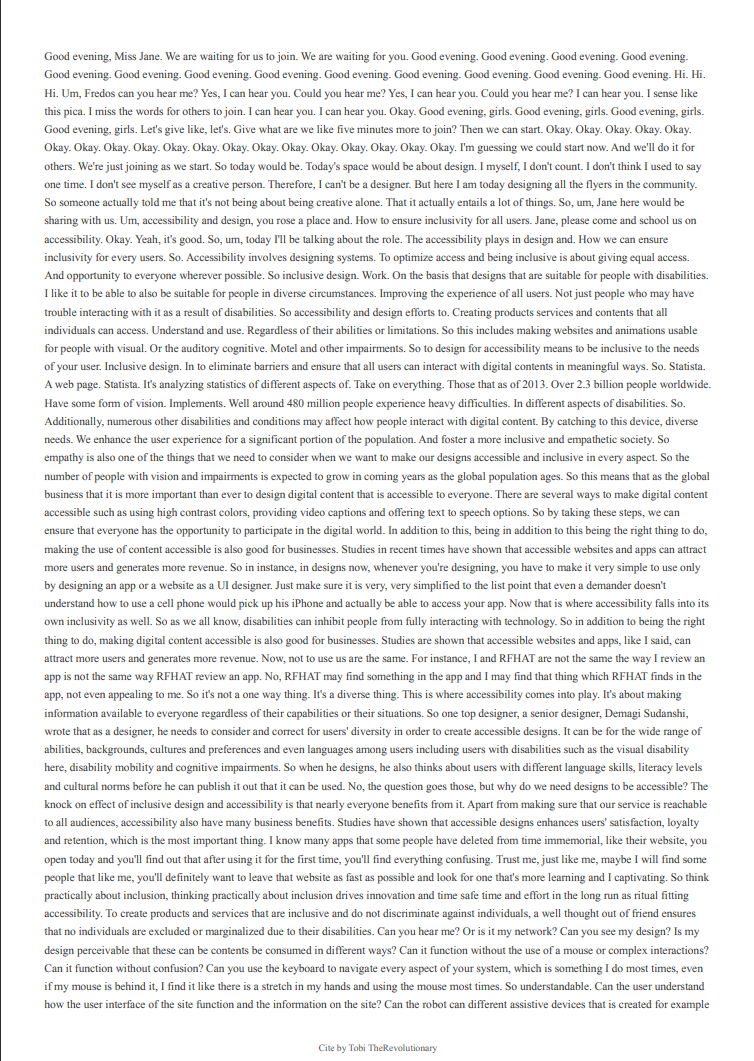 Good evening, Miss Jane. We are waiting for us to join. We are waiting for you. Good evening. Good evening. Good evening. Good evening.
Good evening. Good evening. Good evening. Good evening. Good evening. Good evening. Good evening. Good evening. Good evening. Hi. Hi.
Hi. Um, Fredos can you hear me? Yes, I can hear you. Could you hear me? Yes, I can hear you. Could you hear me? I can hear you. I sense like
this pica. I miss the words for others to join. I can hear you. I can hear you. Okay. Good evening, girls. Good evening, girls. Good evening, girls.
Good evening, girls. Let's give like, let's. Give what are we like five minutes more to join? Then we can start. Okay. Okay. Okay. Okay. Okay.
Okay. Okay. Okay. Okay. Okay. Okay. Okay. Okay. Okay. Okay. Okay. Okay. Okay. Okay. I'm guessing we could start now. And we'll do it for
others. We're just joining as we start. So today would be. Today's space would be about design. I myself, I don't count. I don't think I used to say
one time. I don't see myself as a creative person. Therefore, I can't be a designer. But here I am today designing all the flyers in the community.
So someone actually told me that it's not being about being creative alone. That it actually entails a lot of things. So, um, Jane here would be
sharing with us. Um, accessibility and design, you rose a place and. How to ensure inclusivity for all users. Jane, please come and school us on
accessibility. Okay. Yeah, it's good. So, um, today I'll be talking about the role. The accessibility plays in design and. How we can ensure
inclusivity for every users. So. Accessibility involves designing systems. To optimize access and being inclusive is about giving equal access.
And opportunity to everyone wherever possible. So inclusive design. Work. On the basis that designs that are suitable for people with disabilities.
I like it to be able to also be suitable for people in diverse circumstances. Improving the experience of all users. Not just people who may have
trouble interacting with it as a result of disabilities. So accessibility and design efforts to. Creating products services and contents that all
individuals can access. Understand and use. Regardless of their abilities or limitations. So this includes making websites and animations usable
for people with visual. Or the auditory cognitive. Motel and other impairments. So to design for accessibility means to be inclusive to the needs
of your user. Inclusive design. In to eliminate barriers and ensure that all users can interact with digital contents in meaningful ways. So. Statista.
A web page. Statista. It's analyzing statistics of different aspects of. Take on everything. Those that as of 2013. Over 2.3 billion people worldwide.
Have some form of vision. Implements. Well around 480 million people experience heavy difficulties. In different aspects of disabilities. So.
Additionally, numerous other disabilities and conditions may affect how people interact with digital content. By catching to this device, diverse
needs. We enhance the user experience for a significant portion of the population. And foster a more inclusive and empathetic society. So
empathy is also one of the things that we need to consider when we want to make our designs accessible and inclusive in every aspect. So the
number of people with vision and impairments is expected to grow in coming years as the global population ages. So this means that as the global
business that it is more important than ever to design digital content that is accessible to everyone. There are several ways to make digital content
accessible such as using high contrast colors, providing video captions and offering text to speech options. So by taking these steps, we can
ensure that everyone has the opportunity to participate in the digital world. In addition to this, being in addition to this being the right thing to do,
making the use of content accessible is also good for businesses. Studies in recent times have shown that accessible websites and apps can attract
more users and generates more revenue. So in instance, in designs now, whenever you're designing, you have to make it very simple to use only
by designing an app or a website as a UI designer. Just make sure it is very, very simplified to the list point that even a demander doesn't
understand how to use a cell phone would pick up his iPhone and actually be able to access your app. Now that is where accessibility falls into its
own inclusivity as well. So as we all know, disabilities can inhibit people from fully interacting with technology. So in addition to being the right
thing to do, making digital content accessible is also good for businesses. Studies are shown that accessible websites and apps, like I said, can
attract more users and generates more revenue. Now, not to use us are the same. For instance, I and RFHAT are not the same the way I review an
app is not the same way RFHAT review an app. No, RFHAT may find something in the app and I may find that thing which RFHAT finds in the
app, not even appealing to me. So it's not a one way thing. It's a diverse thing. This is where accessibility comes into play. It's about making
information available to everyone regardless of their capabilities or their situations. So one top designer, a senior designer, Demagi Sudanshi,
wrote that as a designer, he needs to consider and correct for users' diversity in order to create accessible designs. It can be for the wide range of
abilities, backgrounds, cultures and preferences and even languages among users including users with disabilities such as the visual disability
here, disability mobility and cognitive impairments. So when he designs, he also thinks about users with different language skills, literacy levels
and cultural norms before he can publish it out that it can be used. No, the question goes those, but why do we need designs to be accessible? The
knock on effect of inclusive design and accessibility is that nearly everyone benefits from it. Apart from making sure that our service is reachable
to all audiences, accessibility also have many business benefits. Studies have shown that accessible designs enhances users' satisfaction, loyalty
and retention, which is the most important thing. I know many apps that some people have deleted from time immemorial, like their website, you
open today and you'll find out that after using it for the first time, you'll find everything confusing. Trust me, just like me, maybe I will find some
people that like me, you'll definitely want to leave that website as fast as possible and look for one that's more learning and I captivating. So think
practically about inclusion, thinking practically about inclusion drives innovation and time safe time and effort in the long run as ritual fitting
accessibility. To create products and services that are inclusive and do not discriminate against individuals, a well thought out of friend ensures
that no individuals are excluded or marginalized due to their disabilities. Can you hear me? Or is it my network? Can you see my design? Is my
design perceivable that these can be contents be consumed in different ways? Can it function without the use of a mouse or complex interactions?
Can it function without confusion? Can you use the keyboard to navigate every aspect of your system, which is something I do most times, even
if my mouse is behind it, I find it like there is a stretch in my hands and using the mouse most times. So understandable. Can the user understand
how the user interface of the site function and the information on the site? Can the robot can different assistive devices that is created for example
Cite by Tobi TheRevolutionary